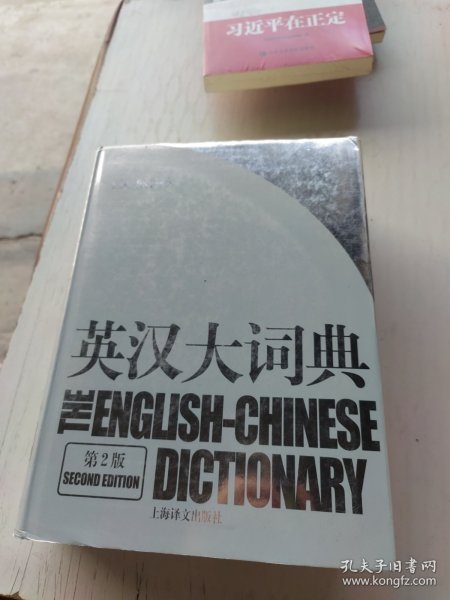 习近平在正定
英汉大词典
THE ENGLISH-CHINESE
DICTIONARY
第2版
SECOND EDITION
上海译文出版社
孔夫子旧书网
www.kongfz.com